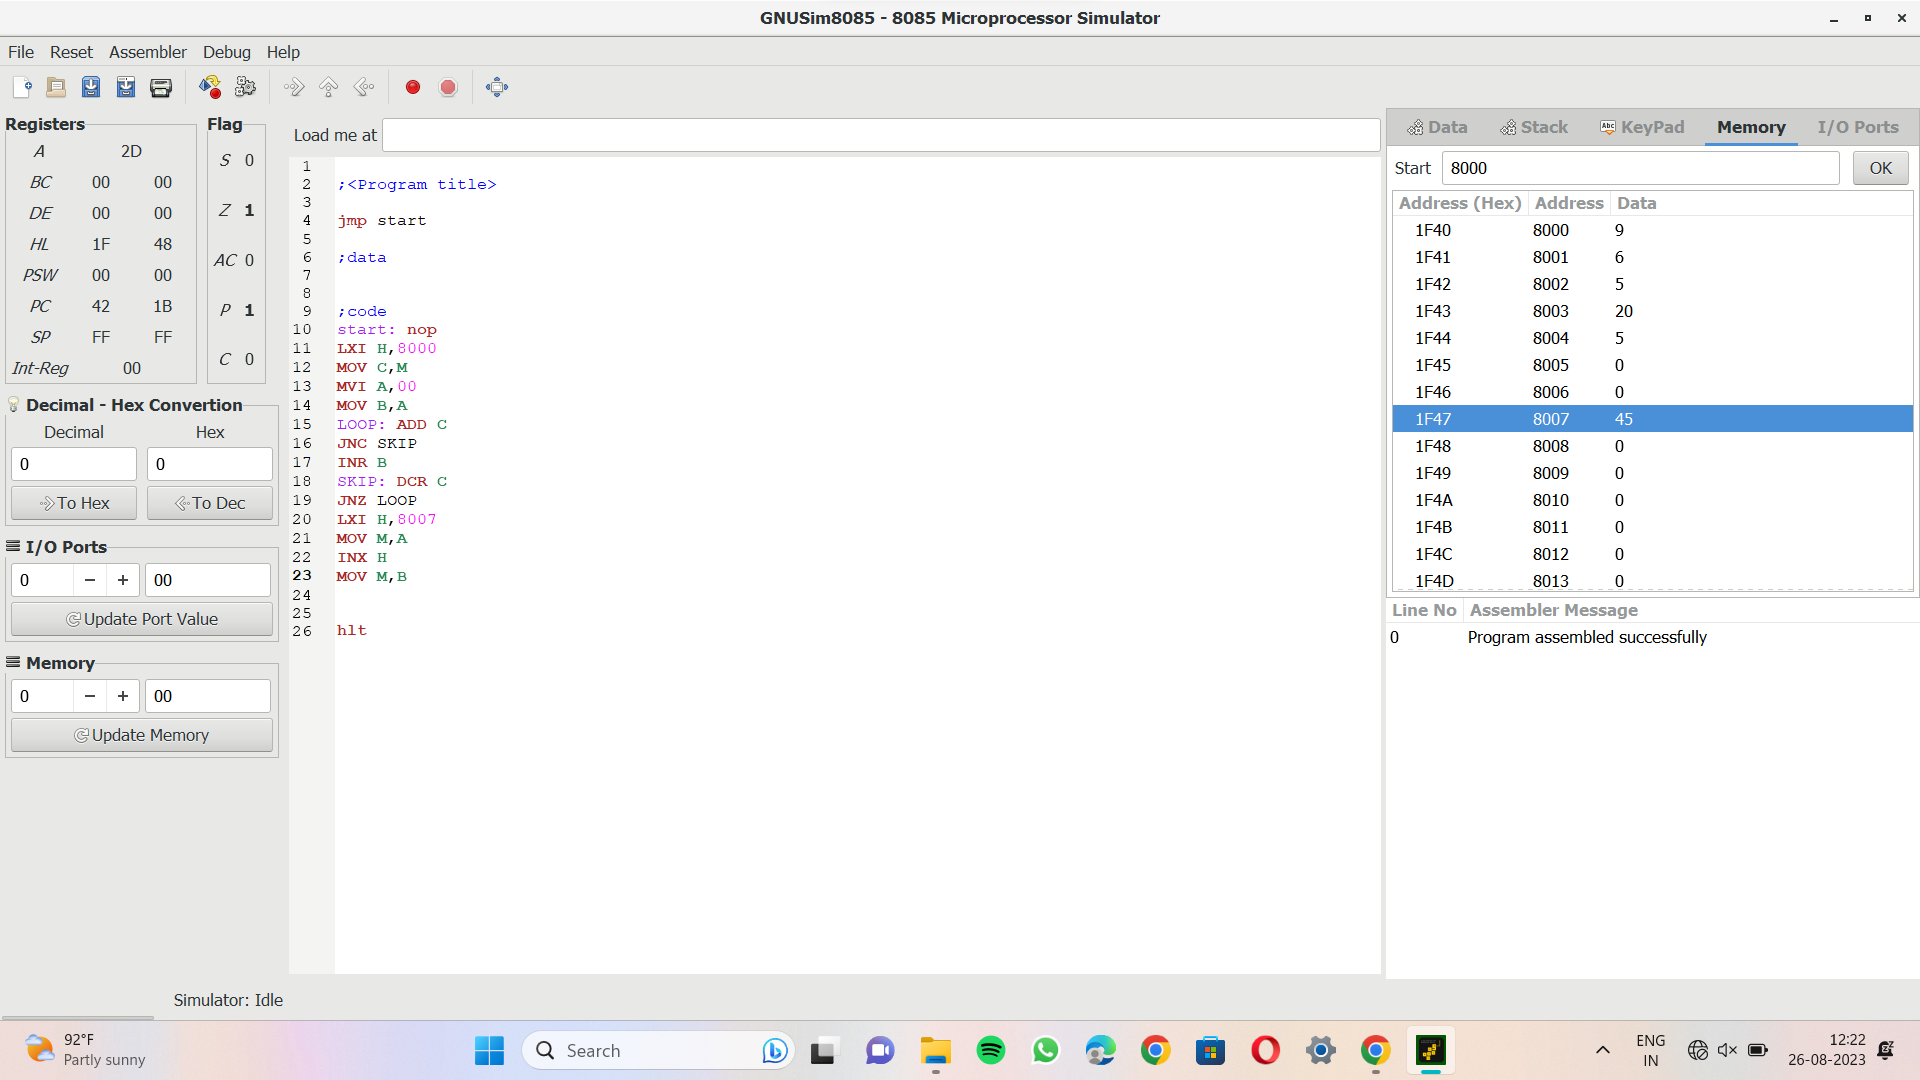 GNUSim8085 - 8085 Microprocessor Simulator
File Reset Assembler Debug Help
Registers
A 2D
BC 00 00
DE 00 00
HL 1F 48
PSW 00 00
PC 42 1B
SP FF FF
Int-Reg 00
Flag
S 0
Z 1
AC 0
P 1
C 0
Decimal - Hex Convertion
Decimal Hex
0 0
To Hex To Dec
I/O Ports
0 − + 00
Update Port Value
Memory
0 − + 00
Update Memory
Load me at
1
2 ;<Program title>
3
4 jmp start
5
6 ;data
7
8
9 ;code
10 start: nop
11 LXI H,8000
12 MOV C,M
13 MVI A,00
14 MOV B,A
15 LOOP: ADD C
16 JNC SKIP
17 INR B
18 SKIP: DCR C
19 JNZ LOOP
20 LXI H,8007
21 MOV M,A
22 INX H
23 MOV M,B
24
25
26 hlt
Data Stack Abc KeyPad Memory I/O Ports
Start 8000 OK
Address (Hex) Address Data
1F40 8000 9
1F41 8001 6
1F42 8002 5
1F43 8003 20
1F44 8004 5
1F45 8005 0
1F46 8006 0
1F47 8007 45
1F48 8008 0
1F49 8009 0
1F4A 8010 0
1F4B 8011 0
1F4C 8012 0
1F4D 8013 0
Line No Assembler Message
0 Program assembled successfully
Simulator: Idle
92°F
Partly sunny
Search
ENG
IN
12:22
26-08-2023